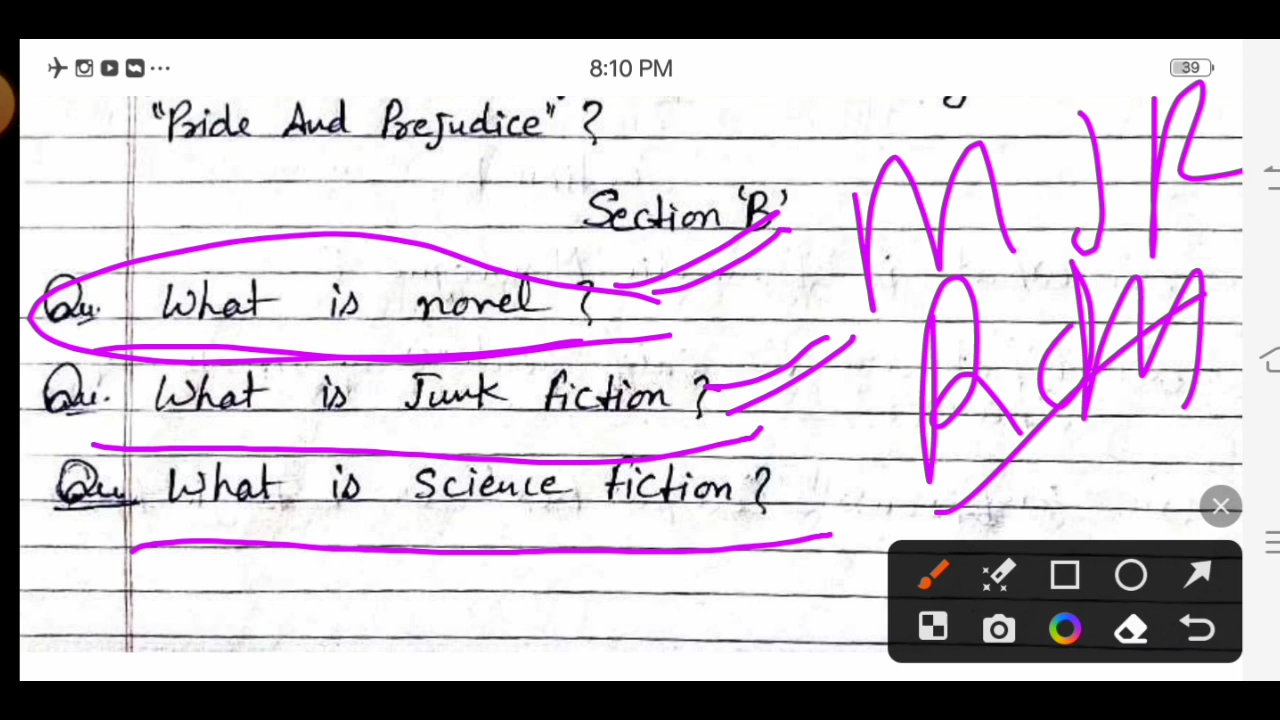 8:10 PM
39
"Pride And Prejudice" ?
Section 'B'
Qu. What is novel ?
Qu. What is Junk fiction ?
Qu. What is Science fiction ?
MJR